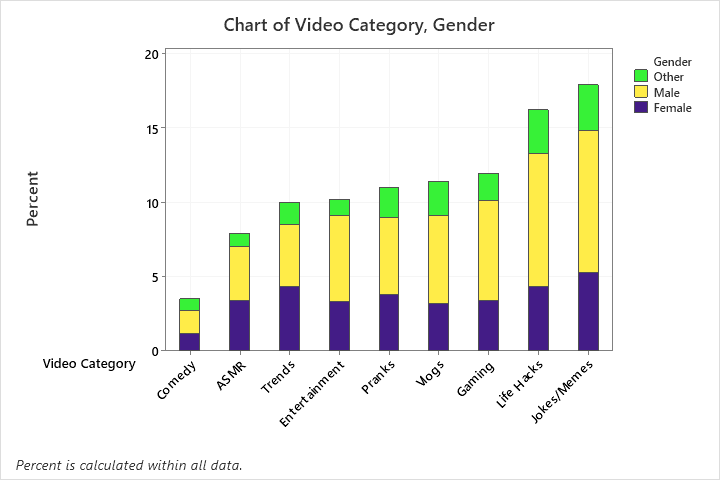 Chart of Video Category, Gender
Gender
Other
Male
Female
Percent
20
15
10
5
0
Video Category
Comedy
ASMR
Trends
Entertainment
Pranks
Vlogs
Gaming
Life Hacks
Jokes/Memes
Percent is calculated within all data.